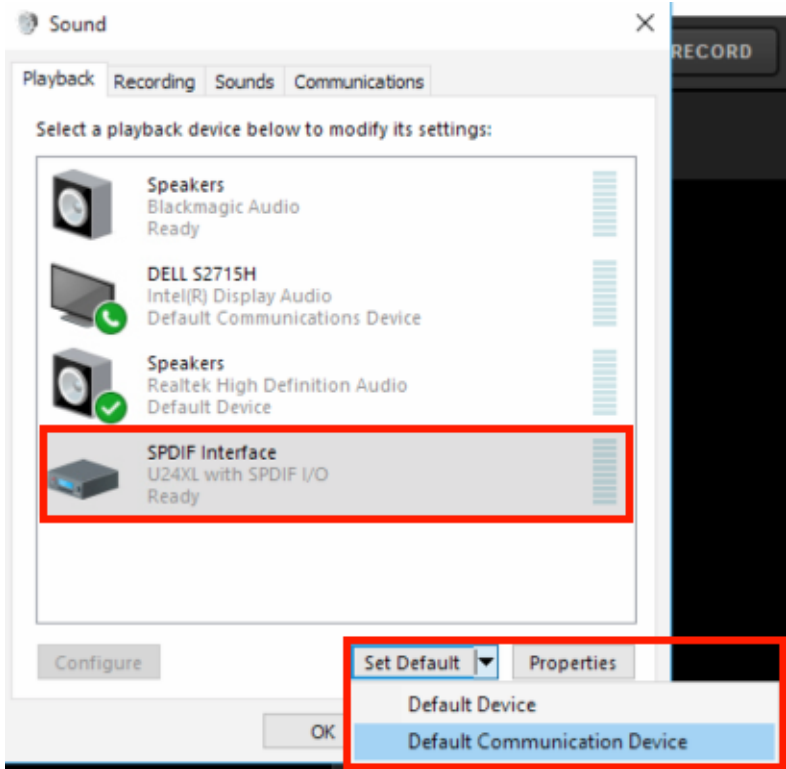 Sound
RECORD
Playback Recording Sounds Communications
Select a playback device below to modify its settings:
Speakers
Blackmagic Audio
Ready
DELL S2715H
Intel(R) Display Audio
Default Communications Device
Speakers
Realtek High Definition Audio
Default Device
SPDIF Interface
U24XL with SPDIF I/O
Ready
Configure Set Default Properties
Default Device
OK
Default Communication Device